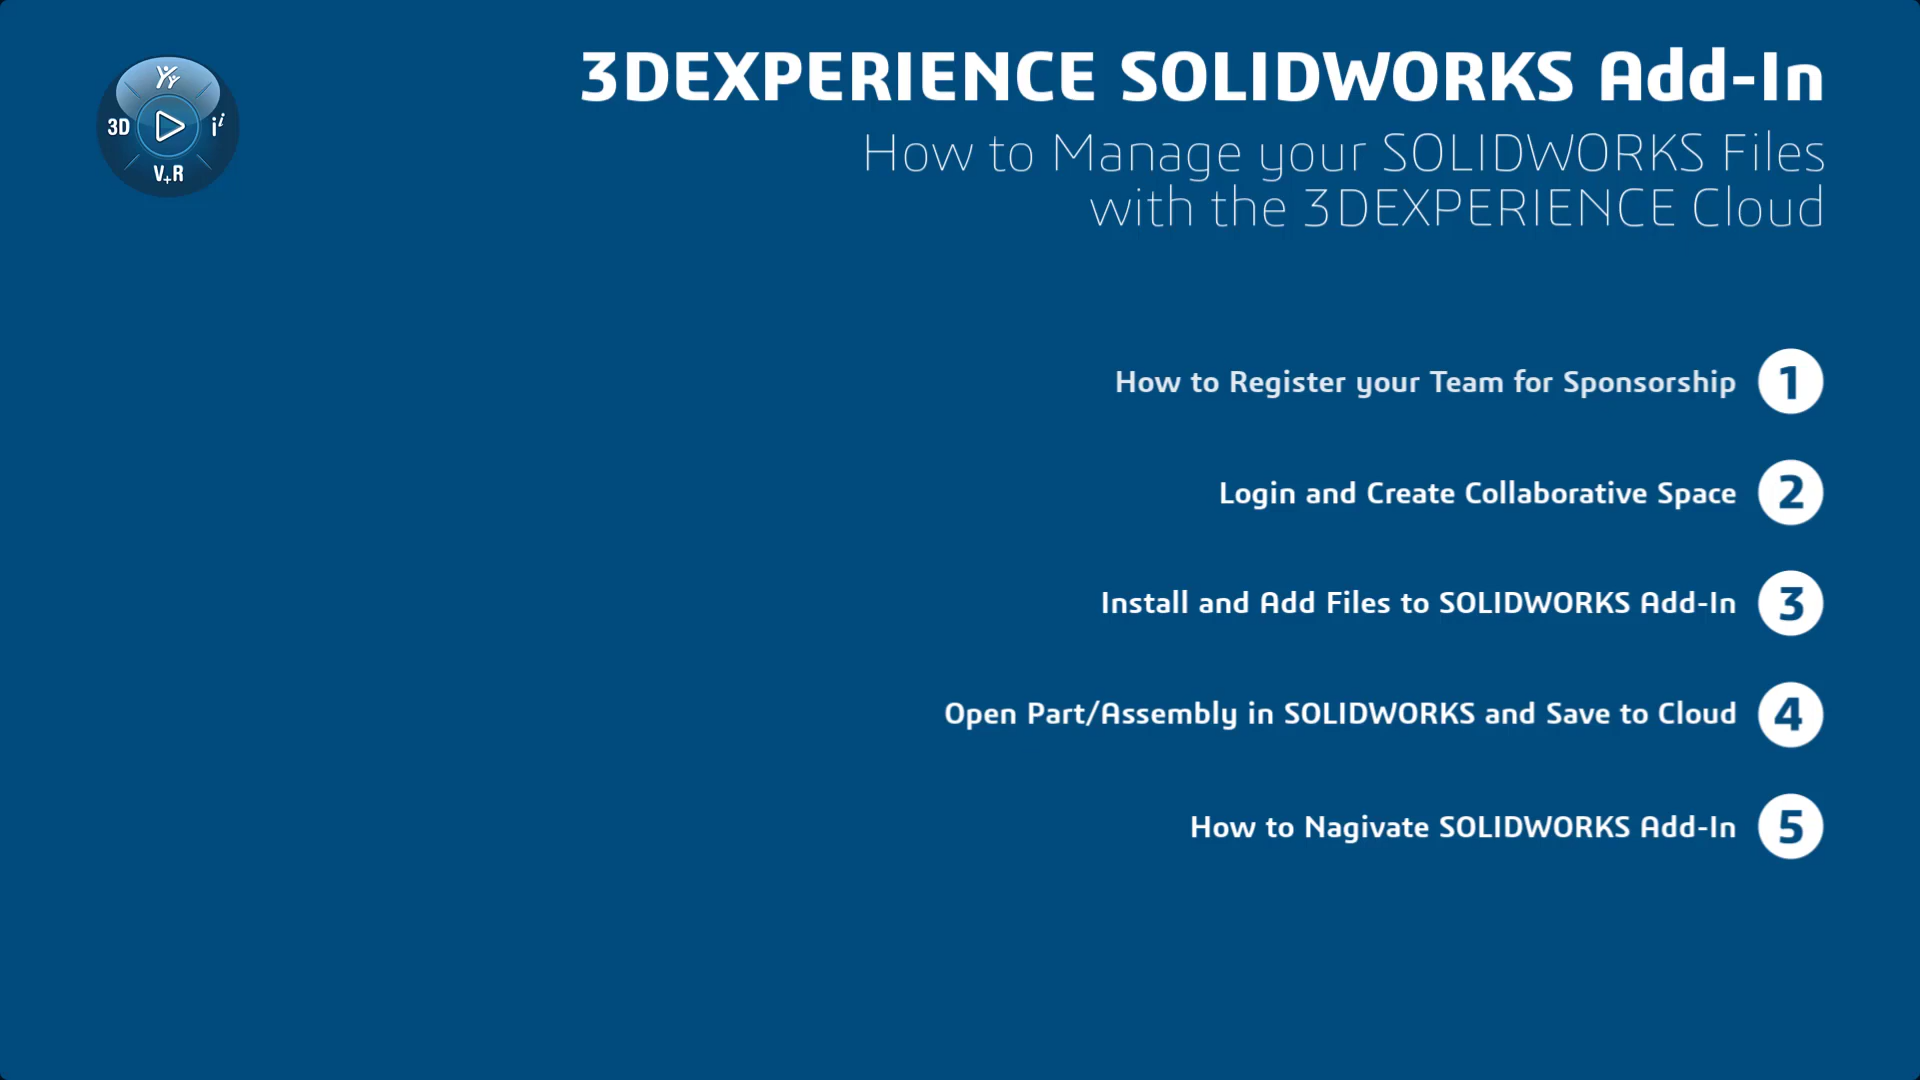 3DEXPERIENCE SOLIDWORKS Add-In
How to Manage your SOLIDWORKS Files
with the 3DEXPERIENCE Cloud
3D
V+R
i i
How to Register your Team for Sponsorship 1
Login and Create Collaborative Space 2
Install and Add Files to SOLIDWORKS Add-In 3
Open Part/Assembly in SOLIDWORKS and Save to Cloud 4
How to Nagivate SOLIDWORKS Add-In 5